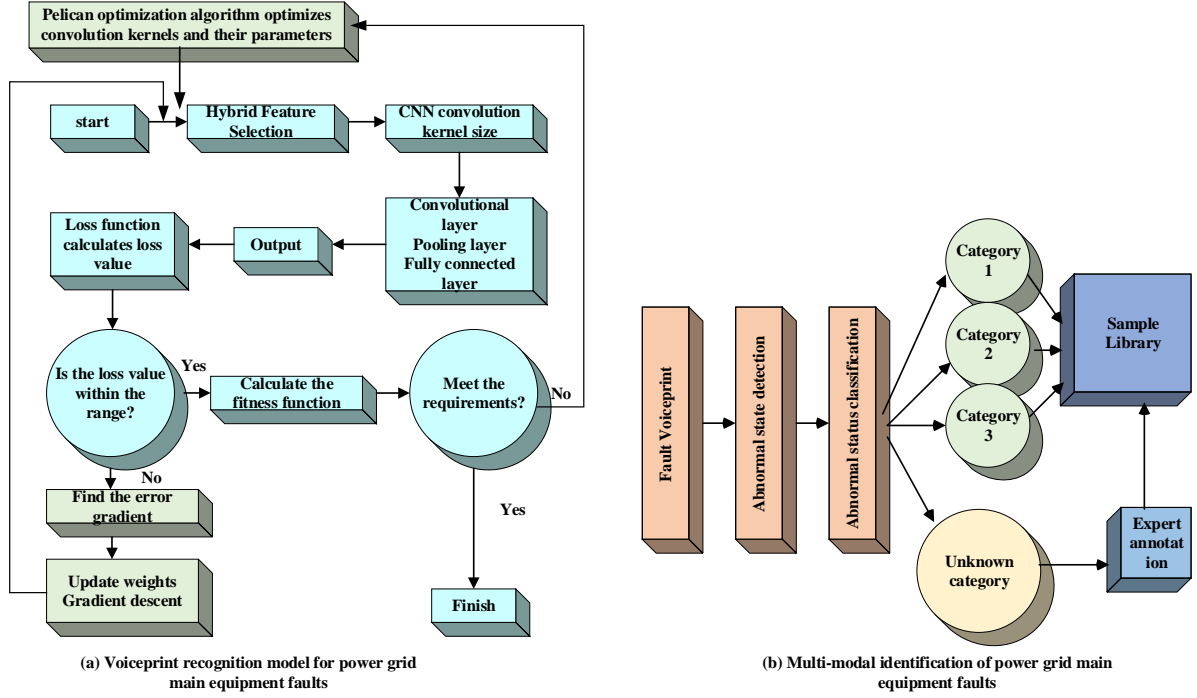 Pelican optimization algorithm optimizes
convolution kernels and their parameters
start
Hybrid Feature
Selection
CNN convolution
kernel size
Convolutional
layer
Pooling layer
Fully connected
layer
Output
Loss function
calculates loss
value
Is the loss value
within the
range?
Yes
Calculate the
fitness function
Meet the
requirements?
No
No
Find the error
gradient
Update weights
Gradient descent
Yes
Finish
(a) Voiceprint recognition model for power grid
main equipment faults
Fault Voiceprint
Abnormal state detection
Abnormal status classification
Category
1
Category
2
Category
3
Unknown
category
Sample
Library
Expert
annotat
ion
(b) Multi-modal identification of power grid main
equipment faults